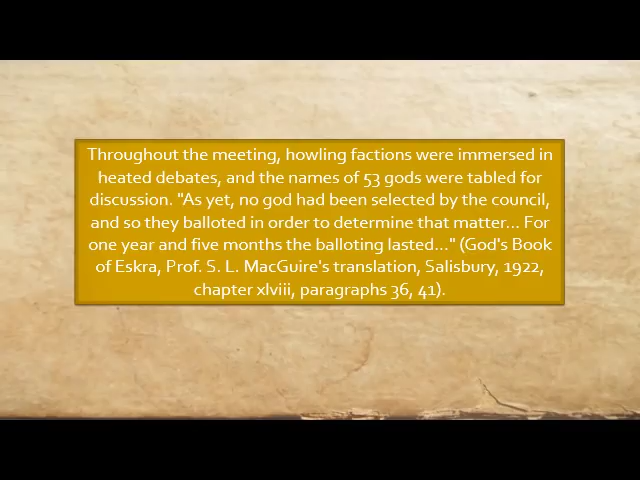 Throughout the meeting, howling factions were immersed in
heated debates, and the names of 53 gods were tabled for
discussion. "As yet, no god had been selected by the council,
and so they balloted in order to determine that matter... For
one year and five months the balloting lasted..." (God's Book
of Eskra, Prof. S. L. MacGuire's translation, Salisbury, 1922,
chapter xlviii, paragraphs 36, 41).